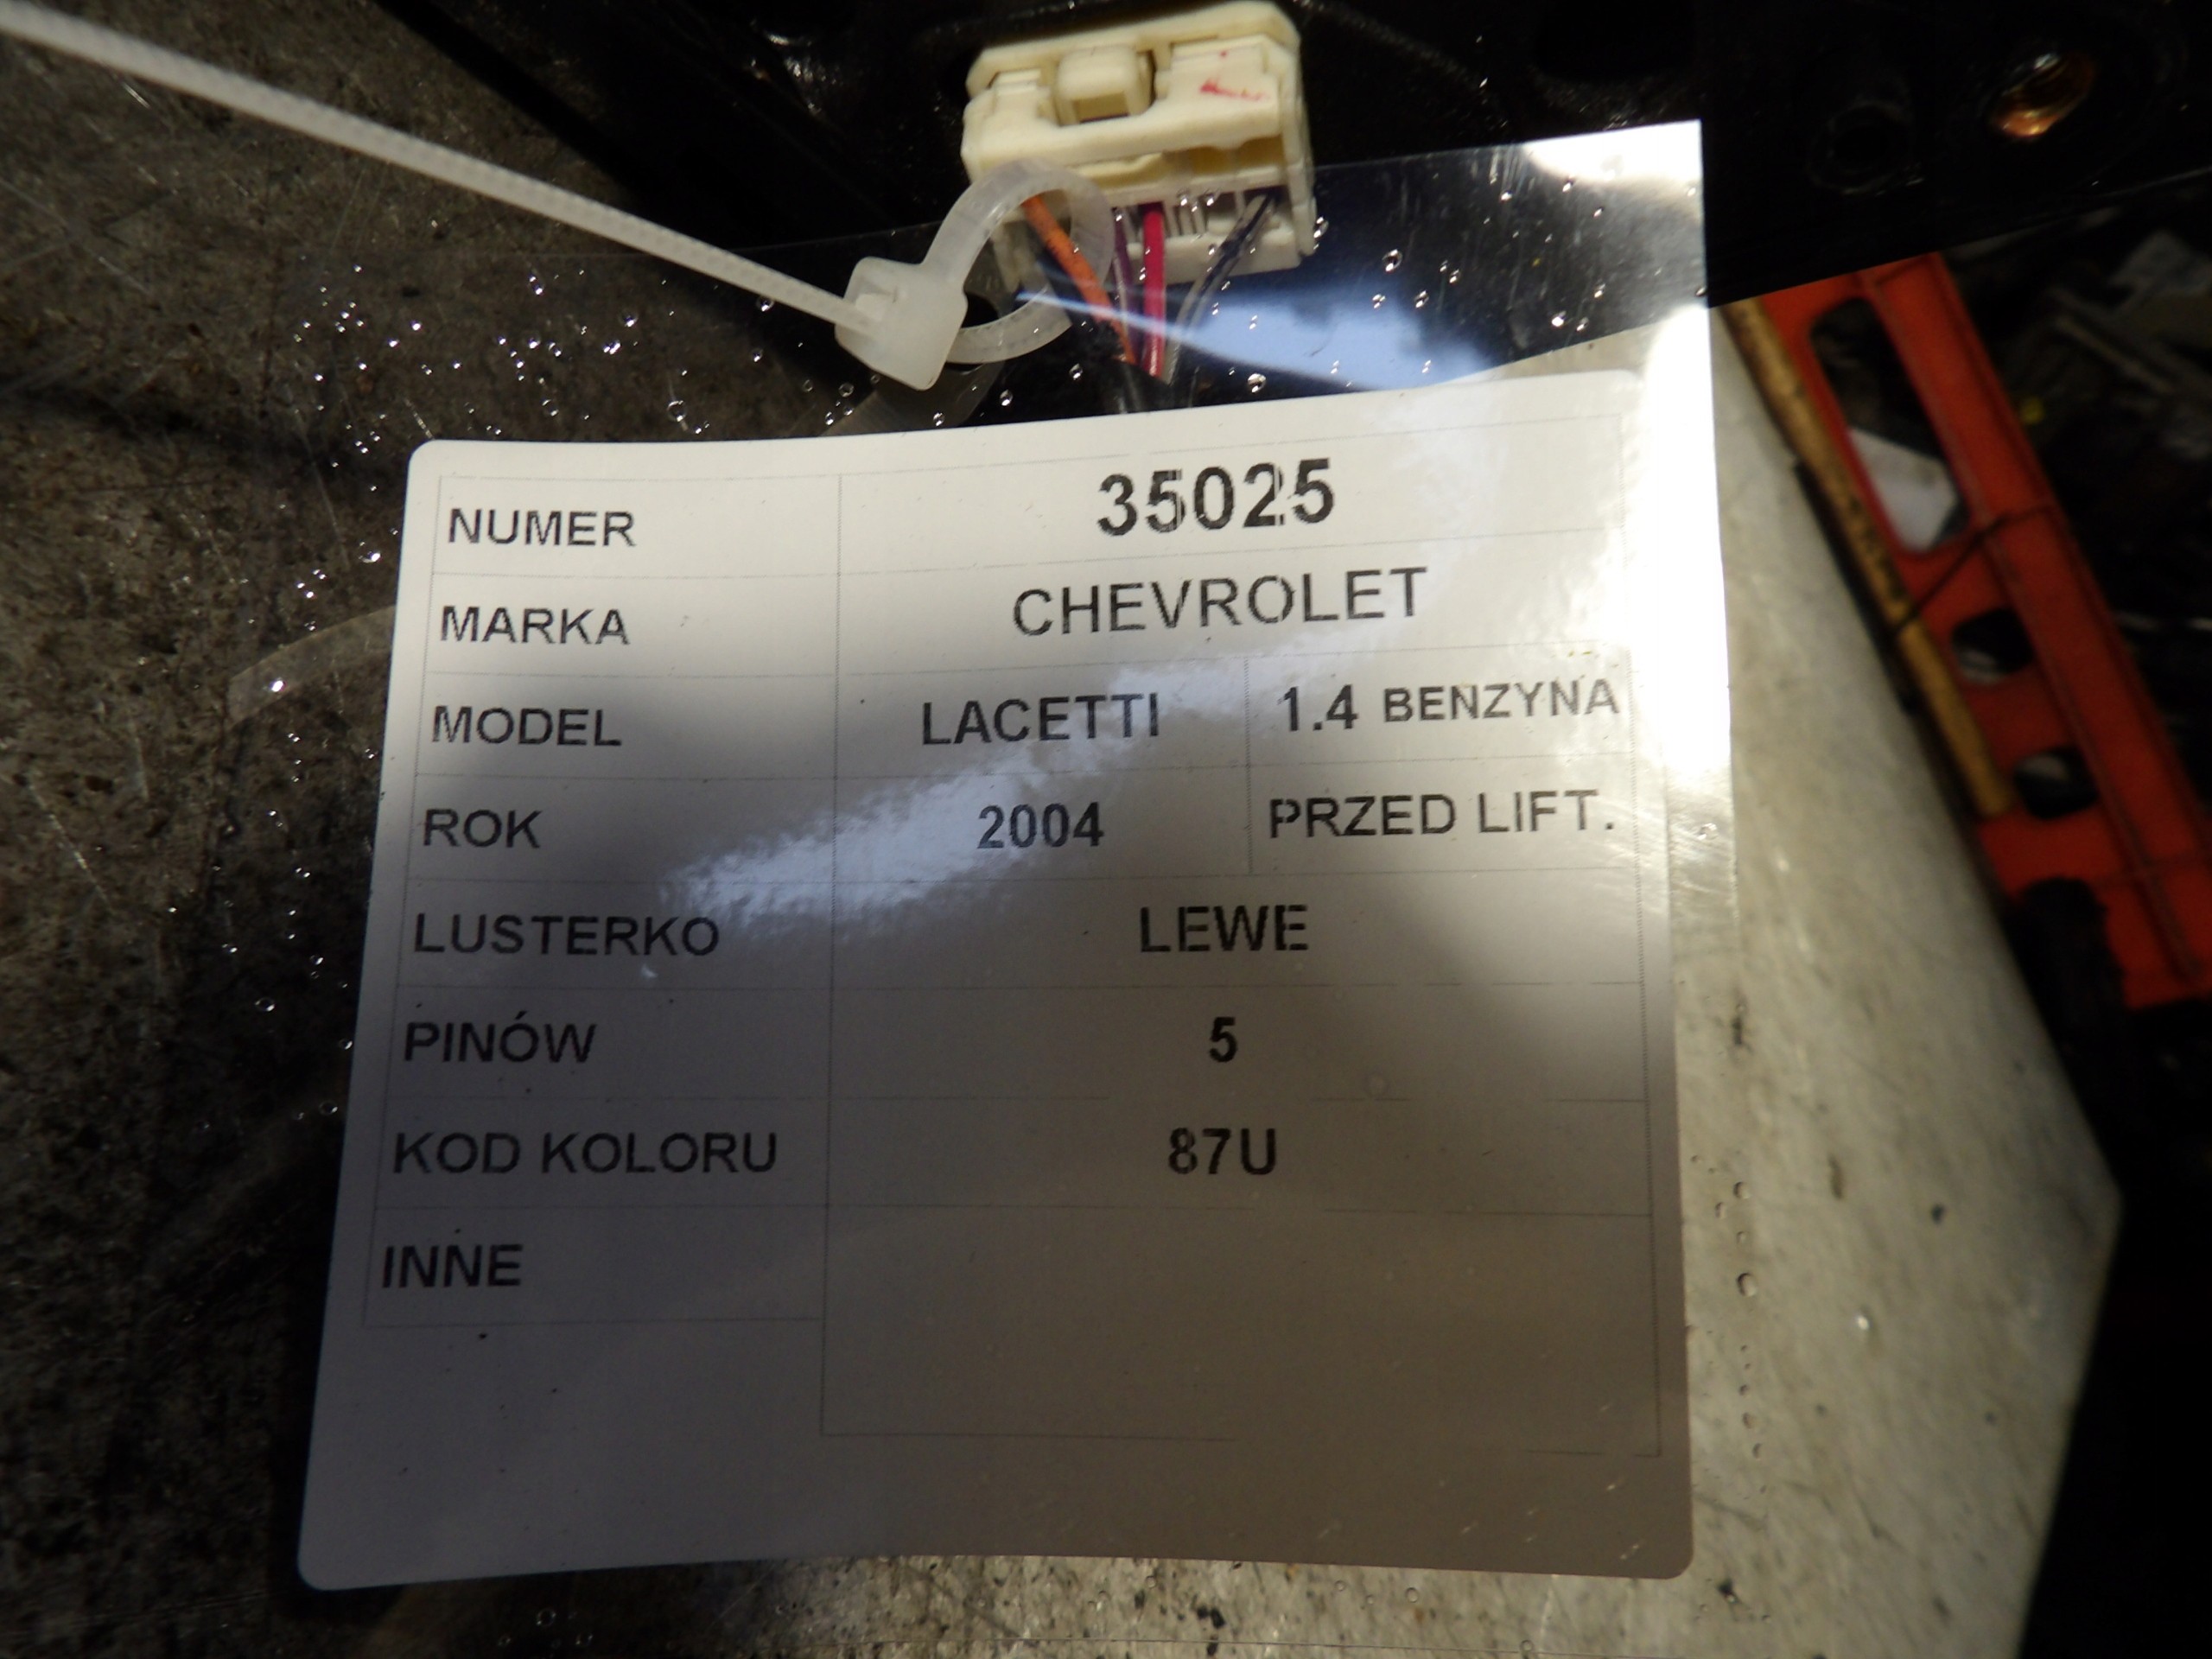 NUMER 35025
MARKA CHEVROLET
MODEL LACETTI 1.4 BENZYNA
ROK 2004 PRZED LIFT.
LUSTERKO LEWE
PINÓW 5
KOD KOLORU 87U
INNE